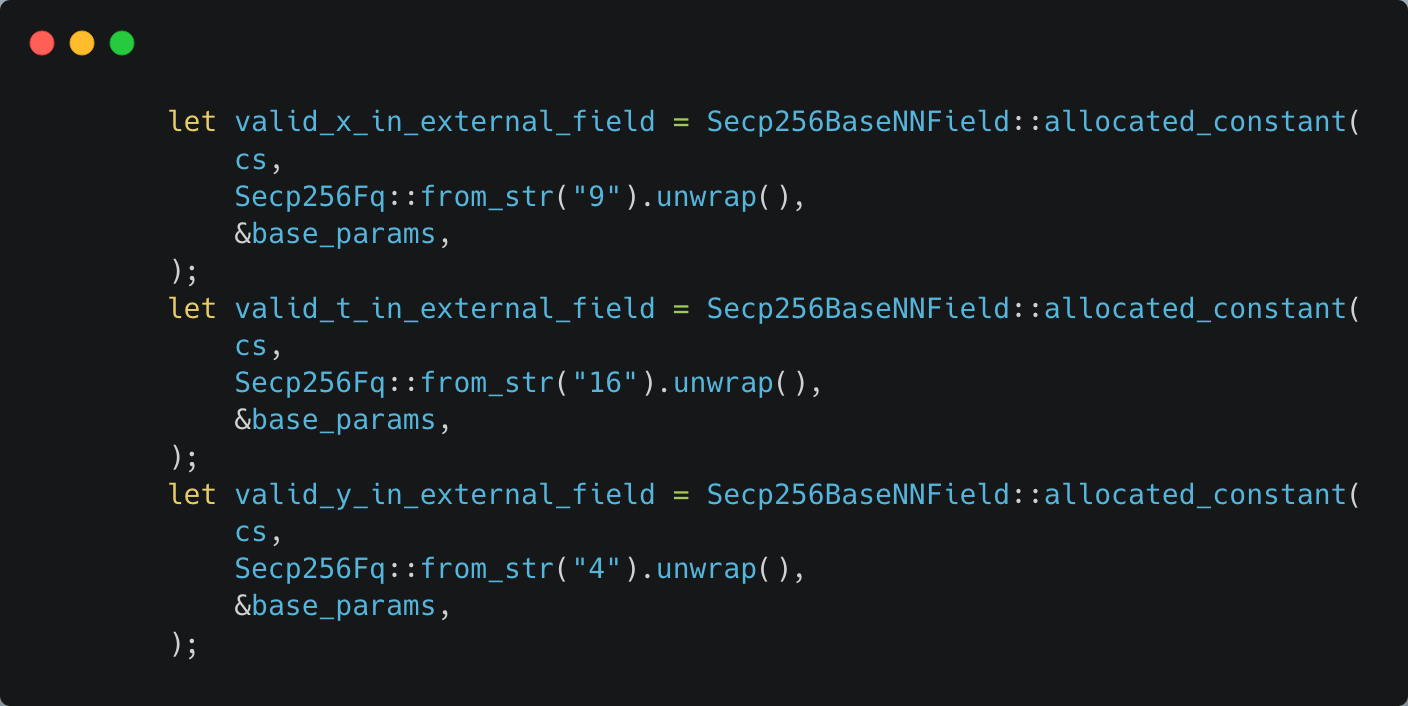 let valid_x_in_external_field = Secp256BaseNNField::allocated_constant(
    cs,
    Secp256Fq::from_str("9").unwrap(),
    &base_params,
);
let valid_t_in_external_field = Secp256BaseNNField::allocated_constant(
    cs,
    Secp256Fq::from_str("16").unwrap(),
    &base_params,
);
let valid_y_in_external_field = Secp256BaseNNField::allocated_constant(
    cs,
    Secp256Fq::from_str("4").unwrap(),
    &base_params,
);